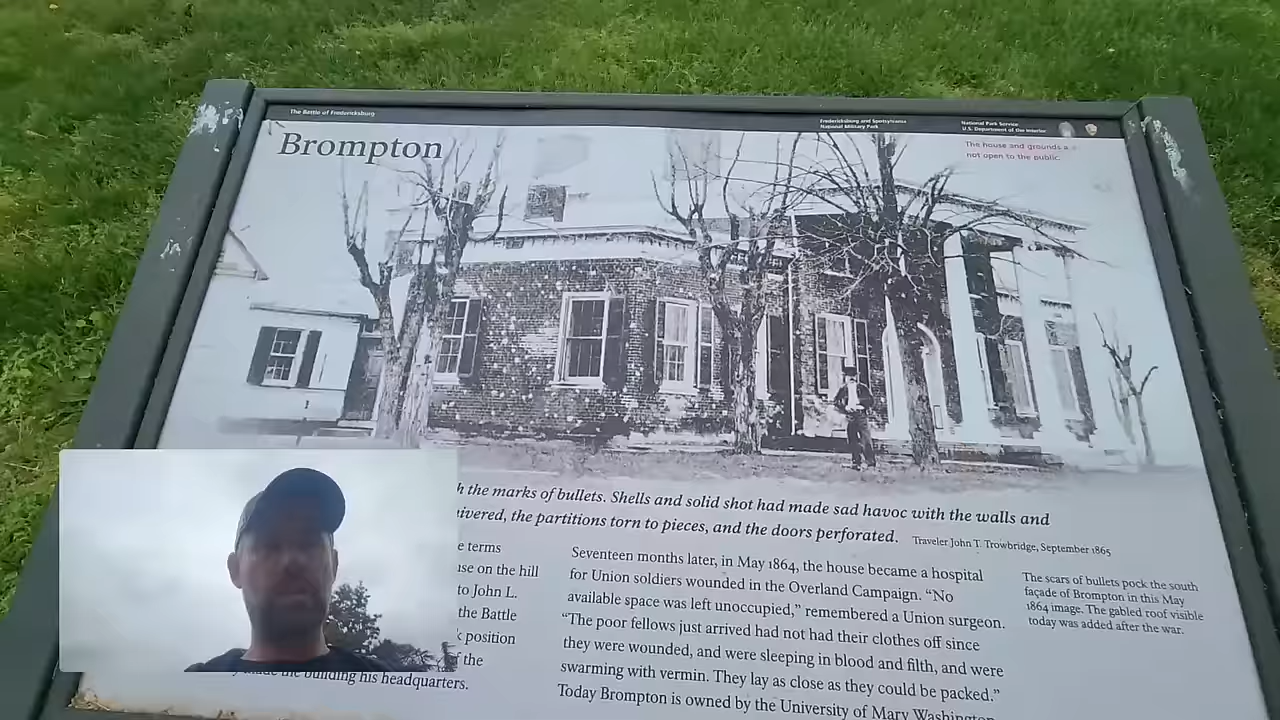 The Battle of Fredericksburg
Fredericksburg and Spotsylvania
National Military Park
National Park Service
U.S. Department of the Interior
Brompton
The house and grounds a
not open to the public.
h the marks of bullets. Shells and solid shot had made sad havoc with the walls and
ivered, the partitions torn to pieces, and the doors perforated. Traveler John T. Trowbridge, September 1865
e terms
use on the hill
to John L.
the Battle
k position
f the
made the building his headquarters.
Seventeen months later, in May 1864, the house became a hospital
for Union soldiers wounded in the Overland Campaign. “No
available space was left unoccupied,” remembered a Union surgeon.
“The poor fellows just arrived had not had their clothes off since
they were wounded, and were sleeping in blood and filth, and were
swarming with vermin. They lay as close as they could be packed.”
Today Brompton is owned by the University of Mary Washington
The scars of bullets pock the south
façade of Brompton in this May
1864 image. The gabled roof visible
today was added after the war.